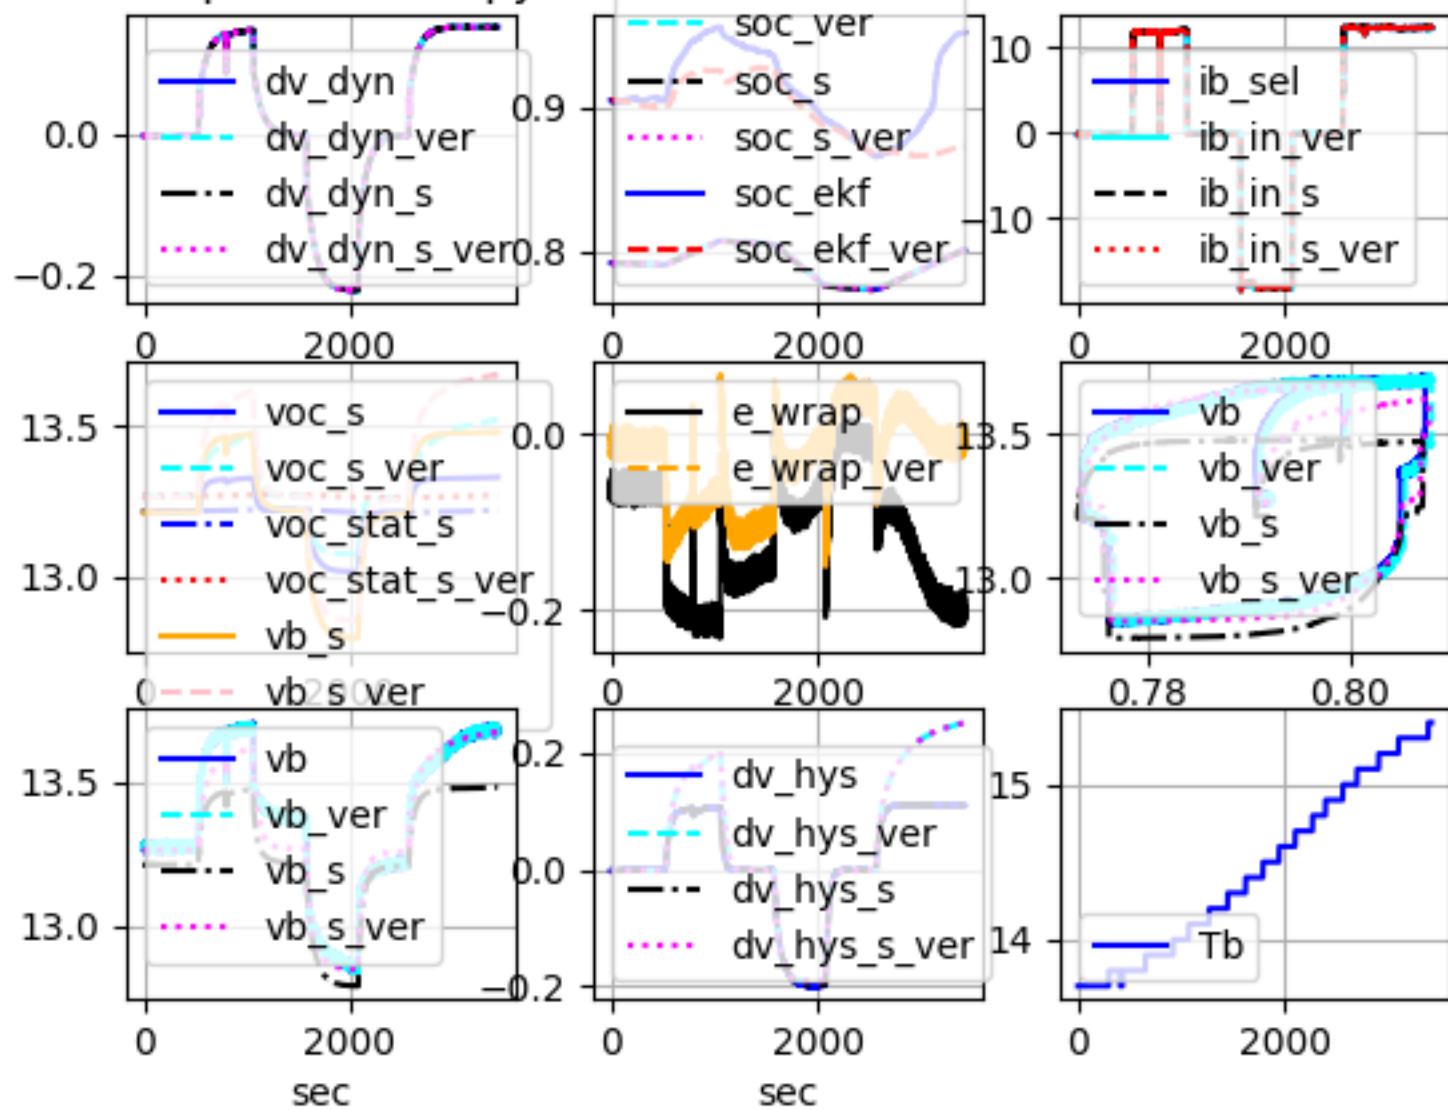 dv_dyn
dv_dyn_ver
dv_dyn_s
dv_dyn_s_ver
0.0
−0.2
0
2000
soc_ver
soc_s
soc_s_ver
soc_ekf
soc_ekf_ver
0.9
0.8
0
2000
ib_sel
ib_in_ver
ib_in_s
ib_in_s_ver
10
0
10
0
2000
voc_s
voc_s_ver
voc_stat_s
voc_stat_s_ver
vb_s
vb_s_ver
13.5
13.0
0
2000
e_wrap
e_wrap_ver
0.0
−0.2
0
2000
vb
vb_ver
vb_s
vb_s_ver
13.5
13.0
0.78
0.80
vb
vb_ver
vb_s
vb_s_ver
13.5
13.0
0
2000
sec
dv_hys
dv_hys_ver
dv_hys_s
dv_hys_s_ver
0.2
0.0
−0.2
0
2000
sec
Tb
15
14
0
2000